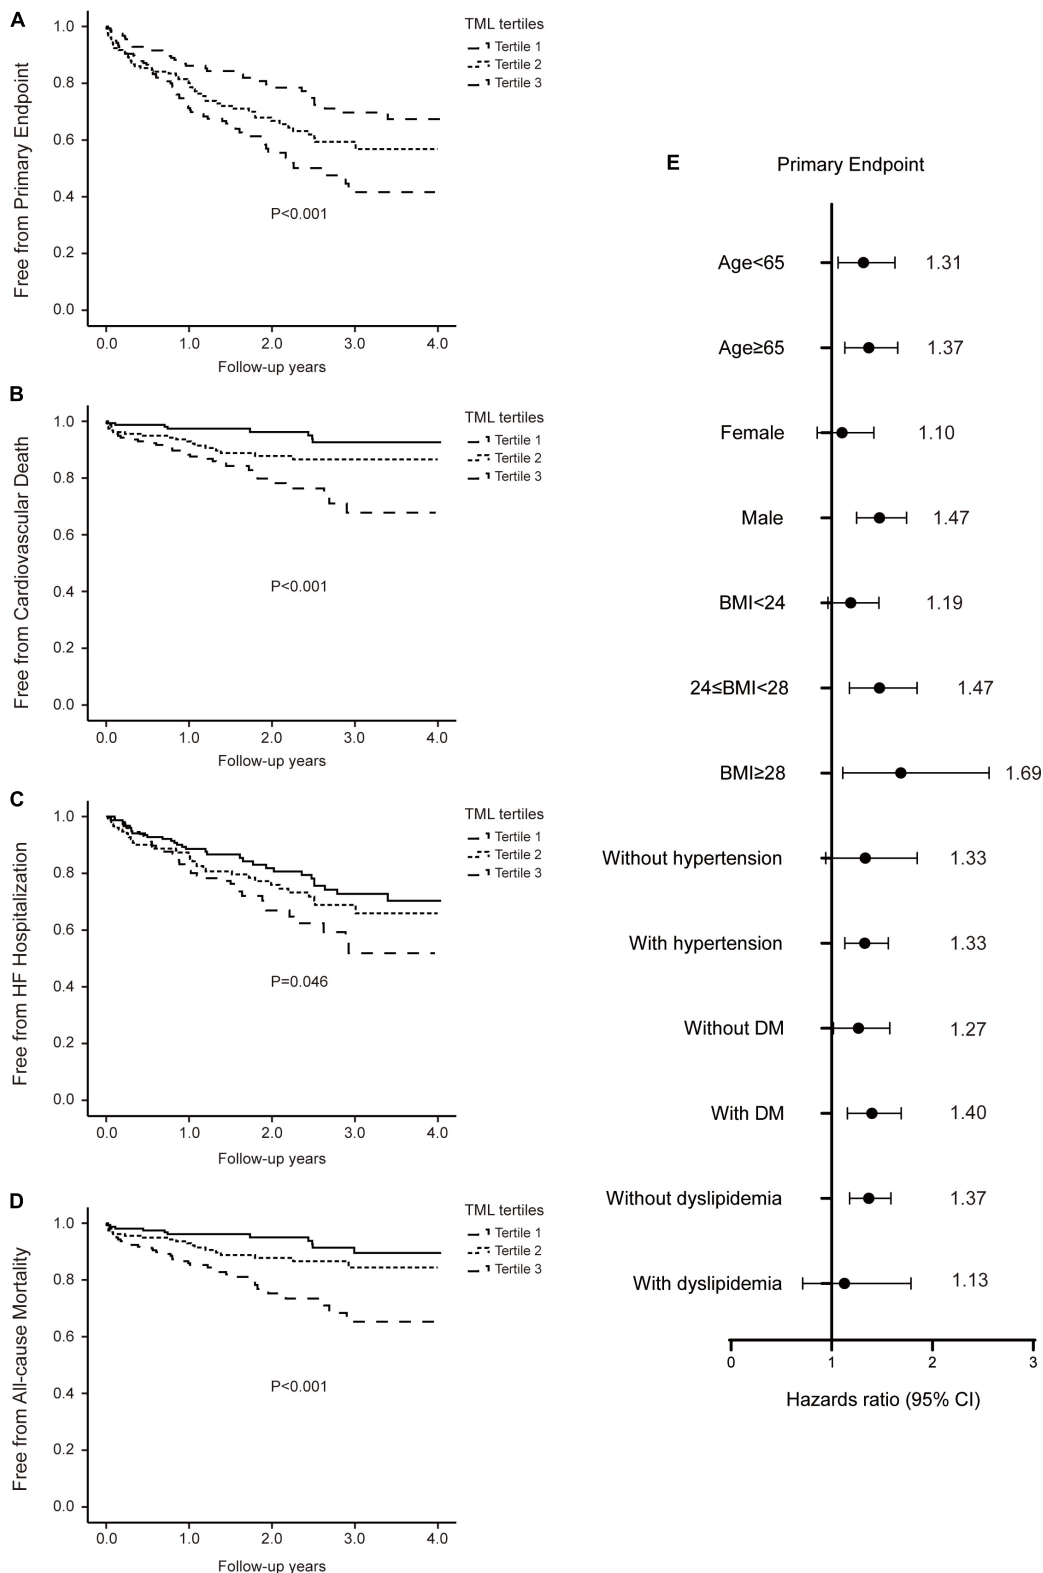 A
TML tertiles
Tertile 1
Tertile 2
Tertile 3
Free from Primary Endpoint
1.0
0.8
0.6
0.4
0.2
0.0
P<0.001
0.0 1.0 2.0 3.0 4.0
Follow-up years
B
TML tertiles
Tertile 1
Tertile 2
Tertile 3
Free from Cardiovascular Death
1.0
0.8
0.6
0.4
0.2
0.0
P<0.001
0.0 1.0 2.0 3.0 4.0
Follow-up years
C
TML tertiles
Tertile 1
Tertile 2
Tertile 3
Free from HF Hospitalization
1.0
0.8
0.6
0.4
0.2
0.0
P=0.046
0.0 1.0 2.0 3.0 4.0
Follow-up years
D
TML tertiles
Tertile 1
Tertile 2
Tertile 3
Free from All-cause Mortality
1.0
0.8
0.6
0.4
0.2
0.0
P<0.001
0.0 1.0 2.0 3.0 4.0
Follow-up years
E
Primary Endpoint
Age<65 1.31
Age≥65 1.37
Female 1.10
Male 1.47
BMI<24 1.19
24≤BMI<28 1.47
BMI≥28 1.69
Without hypertension 1.33
With hypertension 1.33
Without DM 1.27
With DM 1.40
Without dyslipidemia 1.37
With dyslipidemia 1.13
0 1 2 3
Hazards ratio (95% CI)